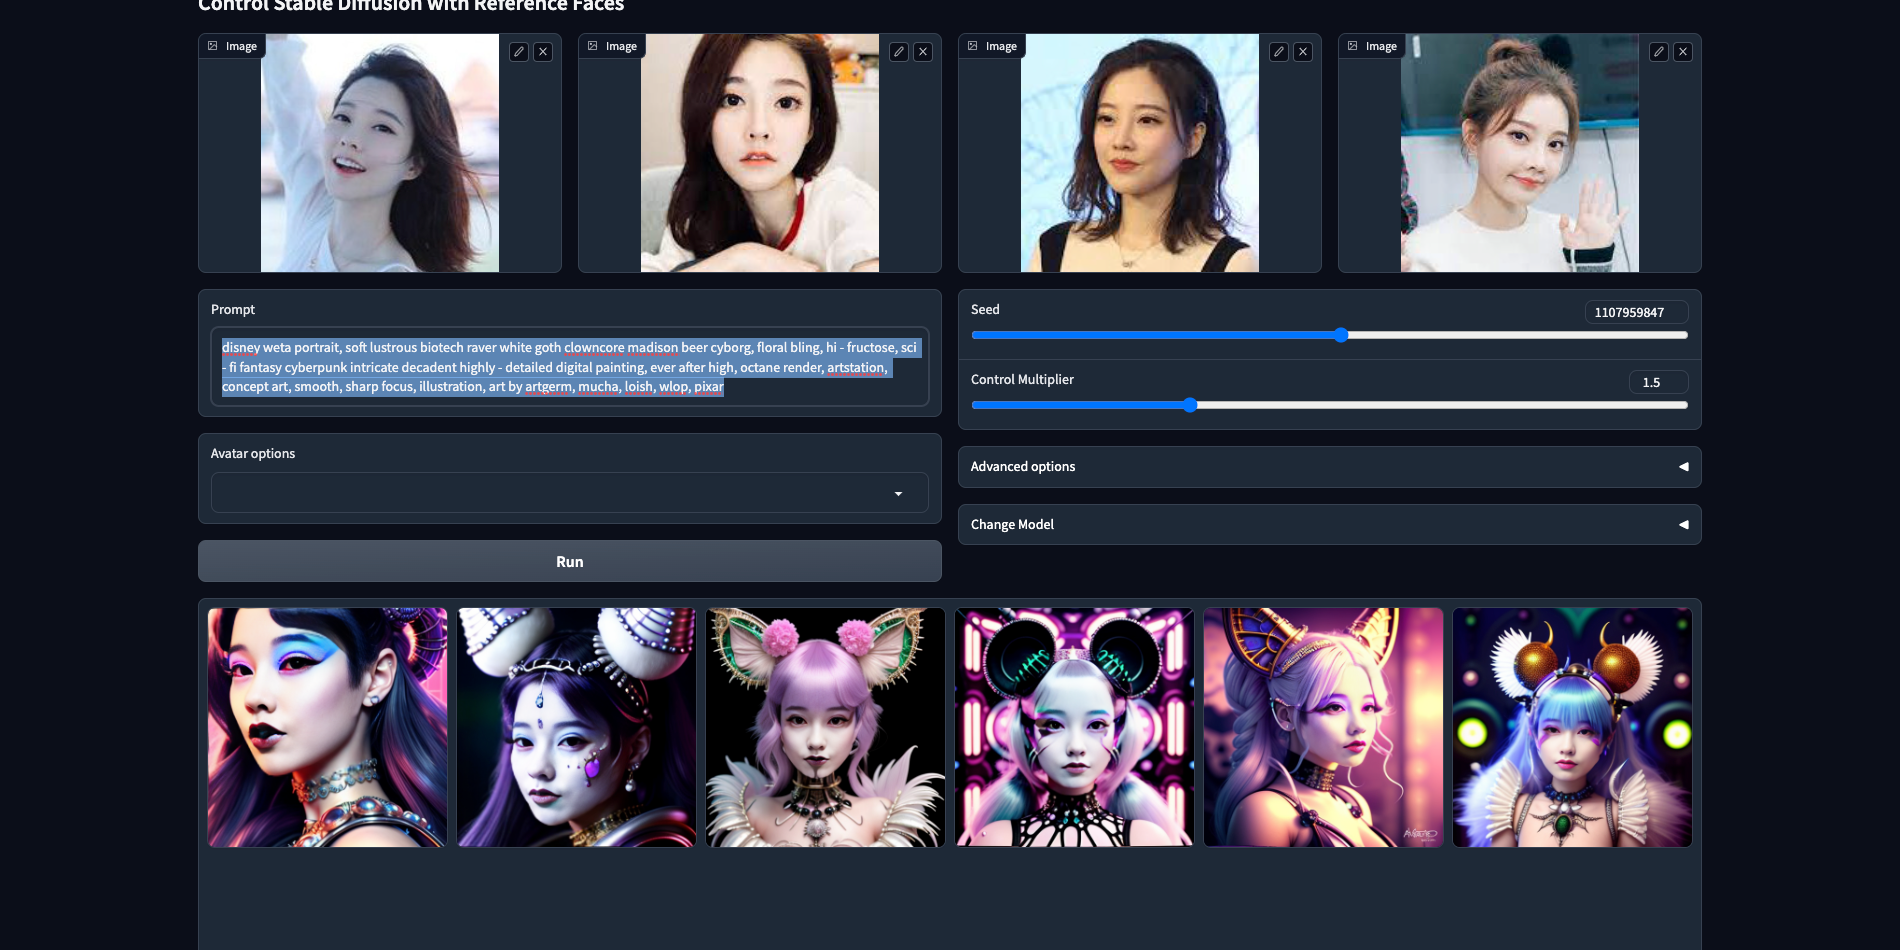 Control Stable Diffusion with Reference Faces
Image
Image
Image
Image
Prompt
disney weta portrait, soft lustrous biotech raver white goth clowncore madison beer cyborg, floral bling, hi - fructose, sci
- fi fantasy cyberpunk intricate decadent highly - detailed digital painting, ever after high, octane render, artstation,
concept art, smooth, sharp focus, illustration, art by artgerm, mucha, loish, wlop, pixar
Seed
1107959847
Control Multiplier
1.5
Avatar options
Advanced options
Change Model
Run